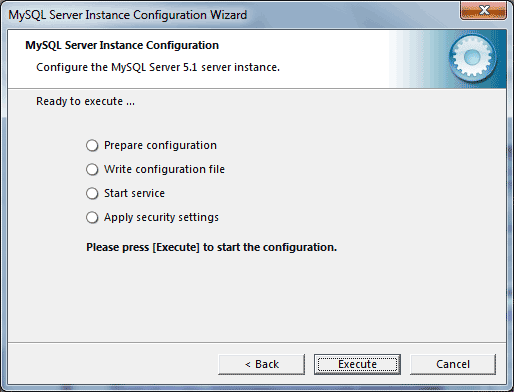 MySQL Server Instance Configuration Wizard
MySQL Server Instance Configuration
Configure the MySQL Server 5.1 server instance.
Ready to execute ...
Prepare configuration
Write configuration file
Start service
Apply security settings
Please press [Execute] to start the configuration.
< Back
Execute
Cancel